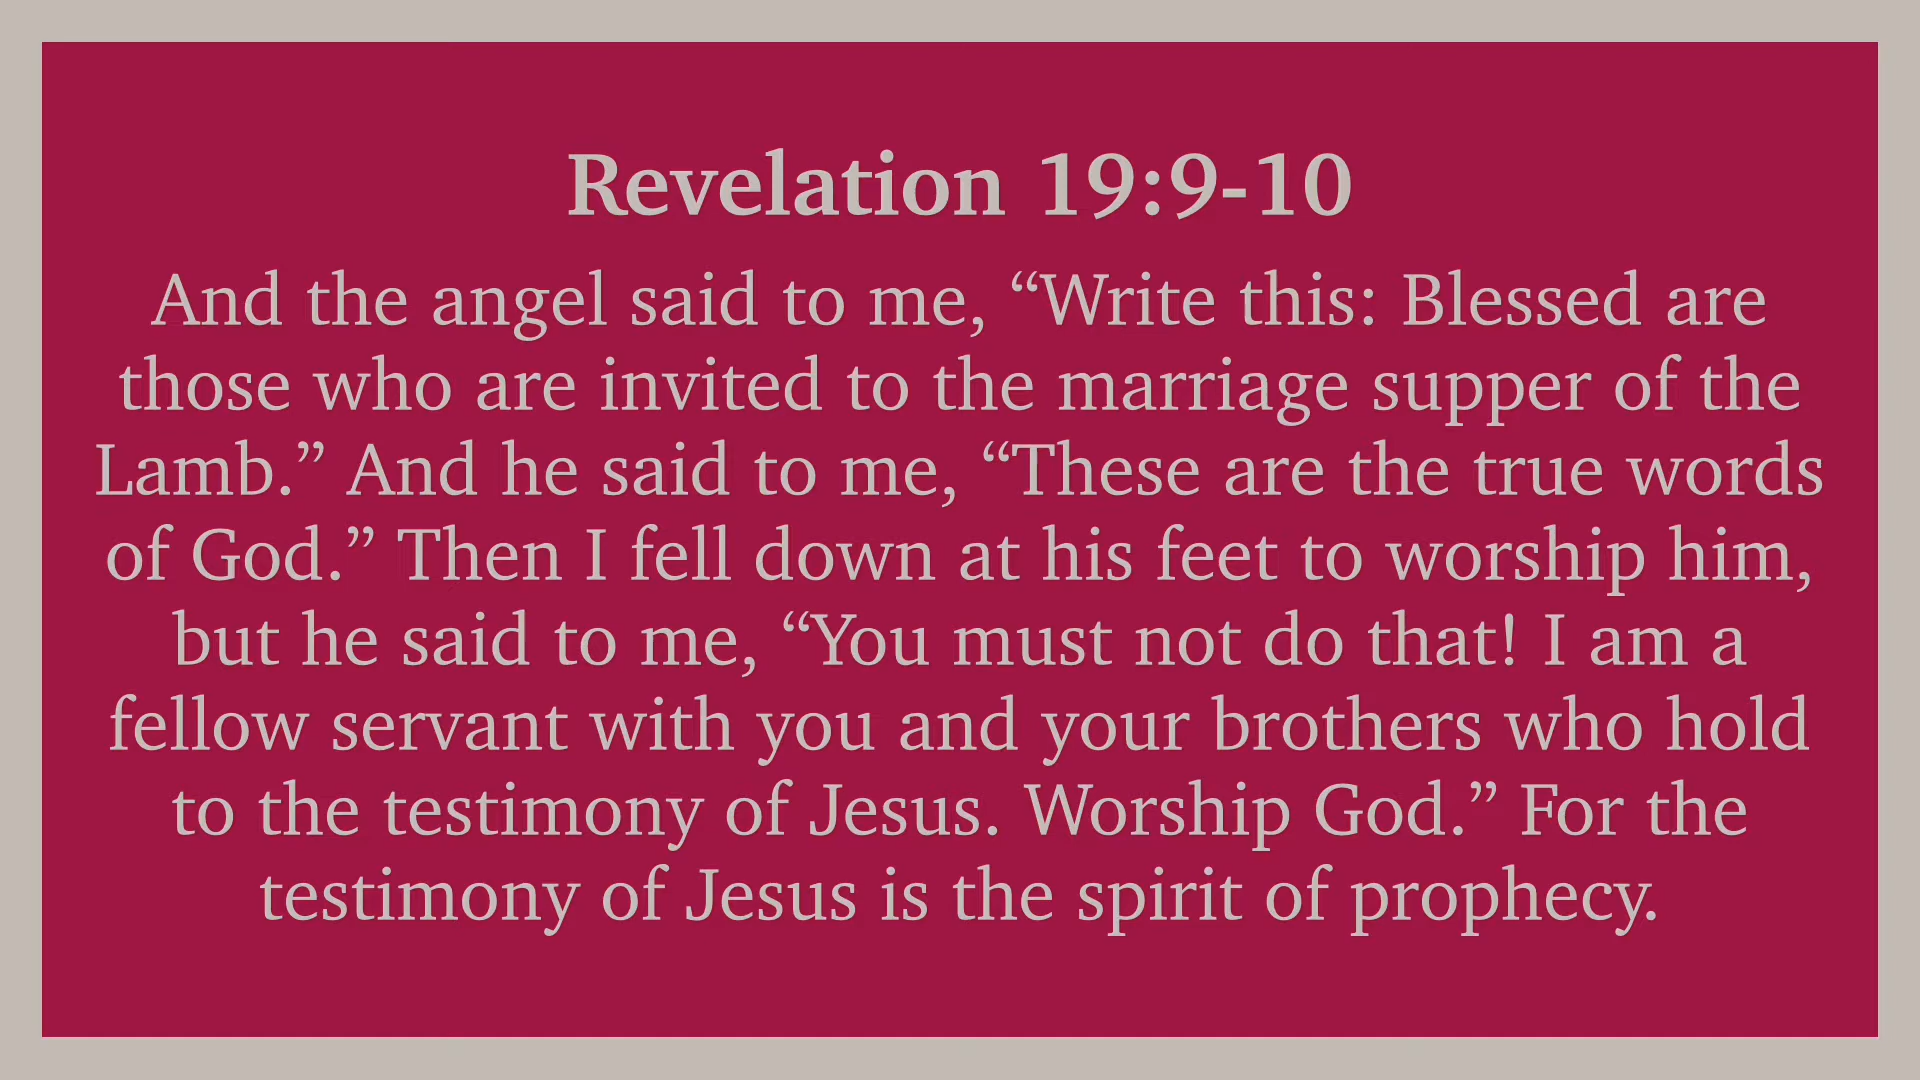 Revelation 19:9-10
And the angel said to me, “Write this: Blessed are
those who are invited to the marriage supper of the
Lamb.” And he said to me, “These are the true words
of God.” Then I fell down at his feet to worship him,
but he said to me, “You must not do that! I am a
fellow servant with you and your brothers who hold
to the testimony of Jesus. Worship God.” For the
testimony of Jesus is the spirit of prophecy.